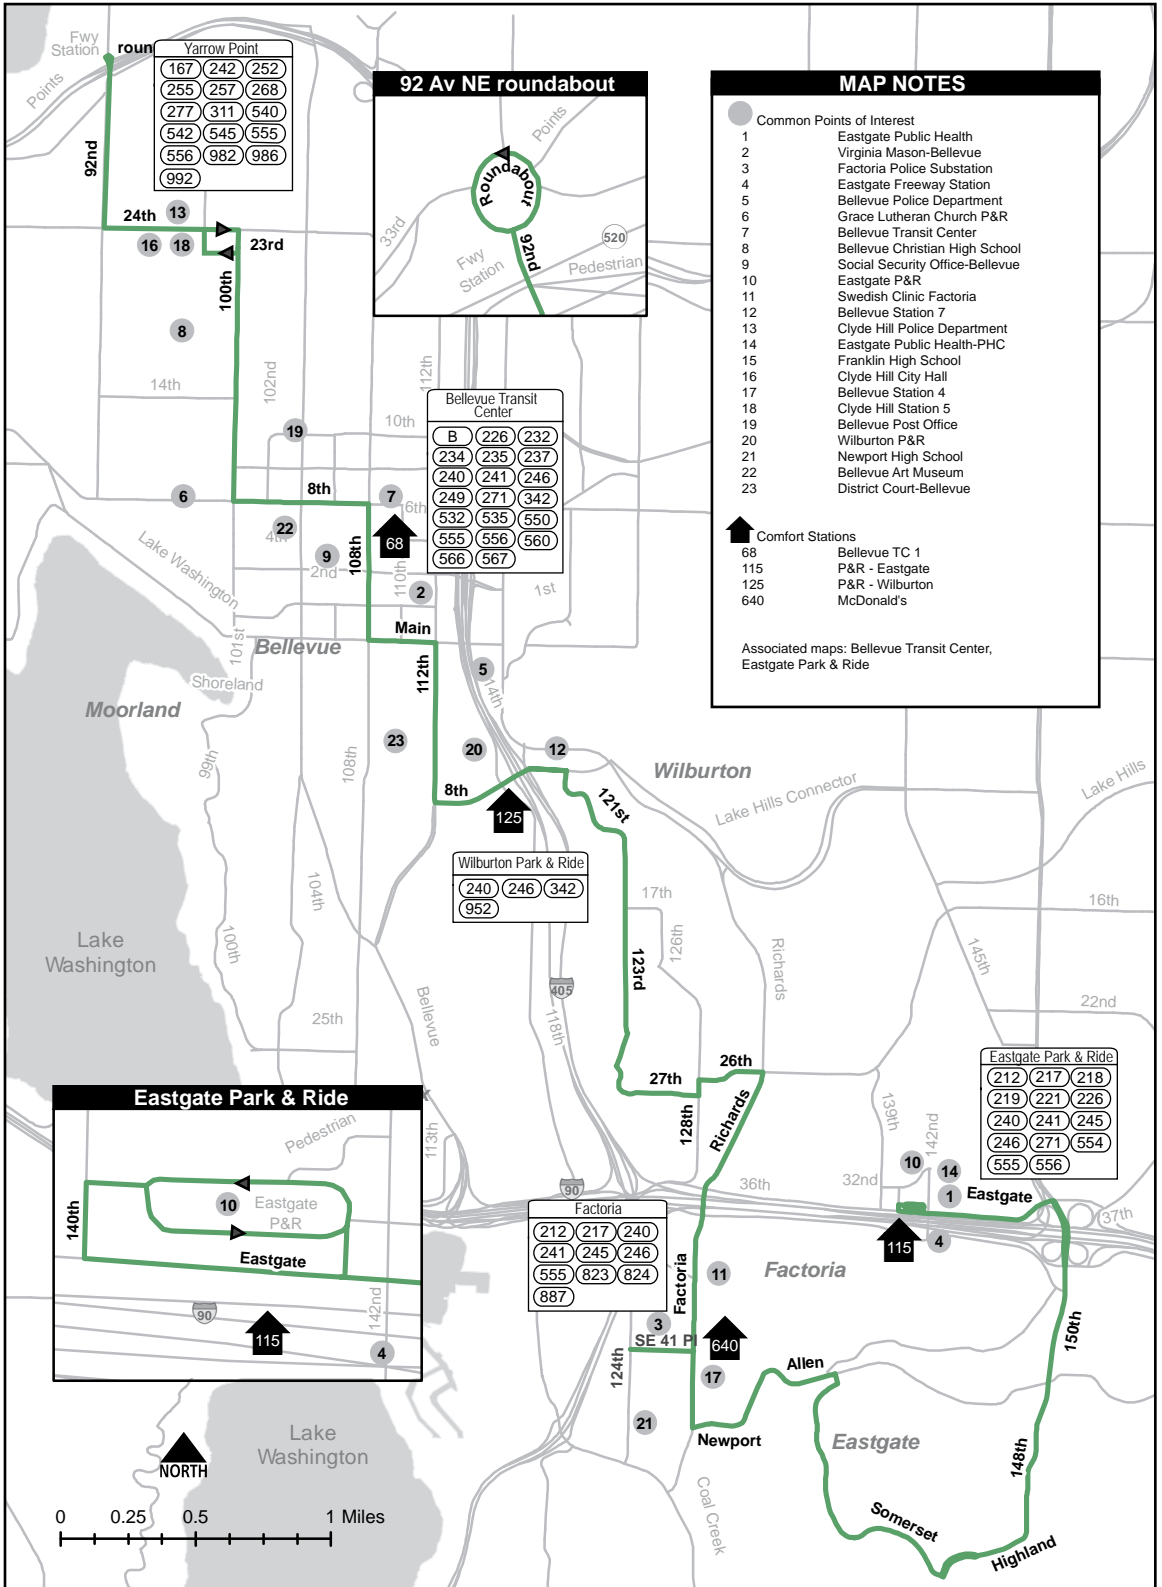 Fwy
Station
roun
Points
92nd
Yarrow Point
167 242 252
255 257 268
277 311 540
542 545 555
556 982 986
992
24th
13
16
18
23rd
100th
8
14th
102nd
112th
10th
19
6
8th
7
6th
22
4th
9
68
108th
2nd
110th
2
1st
Lake Washington
101st
Bellevue
Main
Shoreland
112th
5
14th
Moorland
99th
108th
23
20
12
Wilburton
8th
125
121st
Lake Hills Connector
Lake Hills
92 Av NE roundabout
Points
Roundabout
33rd
92nd
520
Fwy
Station
Pedestrian
Bellevue Transit
Center
B 226 232
234 235 237
240 241 246
249 271 342
532 535 550
555 556 560
566 567
MAP NOTES
Common Points of Interest
1 Eastgate Public Health
2 Virginia Mason-Bellevue
3 Factoria Police Substation
4 Eastgate Freeway Station
5 Bellevue Police Department
6 Grace Lutheran Church P&R
7 Bellevue Transit Center
8 Bellevue Christian High School
9 Social Security Office-Bellevue
10 Eastgate P&R
11 Swedish Clinic Factoria
12 Bellevue Station 7
13 Clyde Hill Police Department
14 Eastgate Public Health-PHC
15 Franklin High School
16 Clyde Hill City Hall
17 Bellevue Station 4
18 Clyde Hill Station 5
19 Bellevue Post Office
20 Wilburton P&R
21 Newport High School
22 Bellevue Art Museum
23 District Court-Bellevue
Comfort Stations
68 Bellevue TC 1
115 P&R - Eastgate
125 P&R - Wilburton
640 McDonald's
Associated maps: Bellevue Transit Center,
Eastgate Park & Ride
Wilburton Park & Ride
240 246 342
952
104th
17th
16th
Lake
Washington
100th
126th
Richards
145th
123rd
Bellevue
405
118th
22nd
25th
26th
27th
Richards
128th
Eastgate Park & Ride
212 217 218
219 221 226
240 241 245
246 271 554
555 556
139th
142nd
113th
10
14
32nd
36th
1
Eastgate
37th
90
115
4
Eastgate Park & Ride
Pedestrian
140th
10
Eastgate
P&R
Eastgate
90
142nd
115
4
Factoria
212 217 240
241 245 246
555 823 824
887
Factoria
11
Factoria
3
SE 41 Pl
640
124th
17
Allen
150th
21
Newport
Eastgate
148th
Lake
Washington
NORTH
Coal Creek
Somerset
Highland
0 0.25 0.5 1 Miles